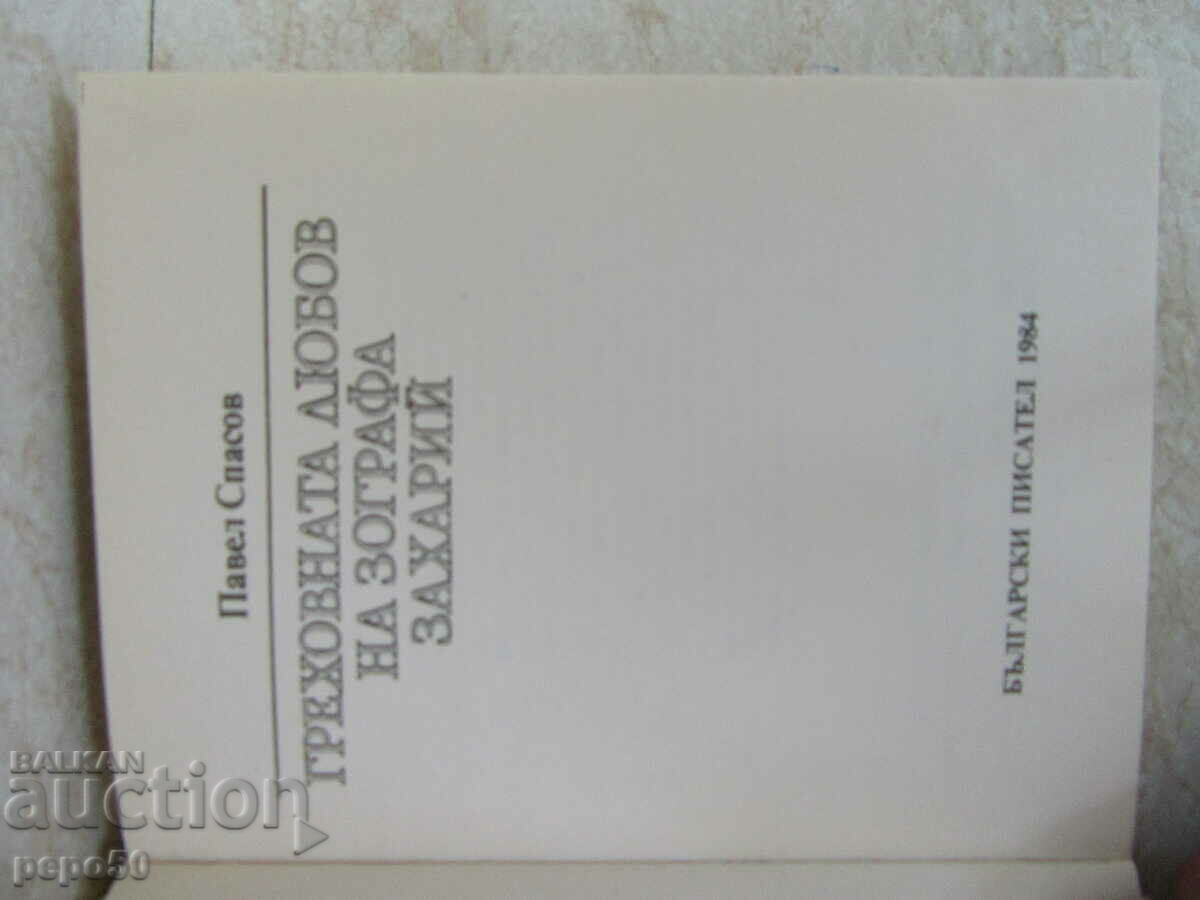 Павел Спасов
ГРЕХОВНАТА ЛЮБОВ
НА ЗОГРАФА
ЗАХАРИЙ
БЪЛГАРСКИ ПИСАТЕЛ 1984
BALKAN
auction
pepo50